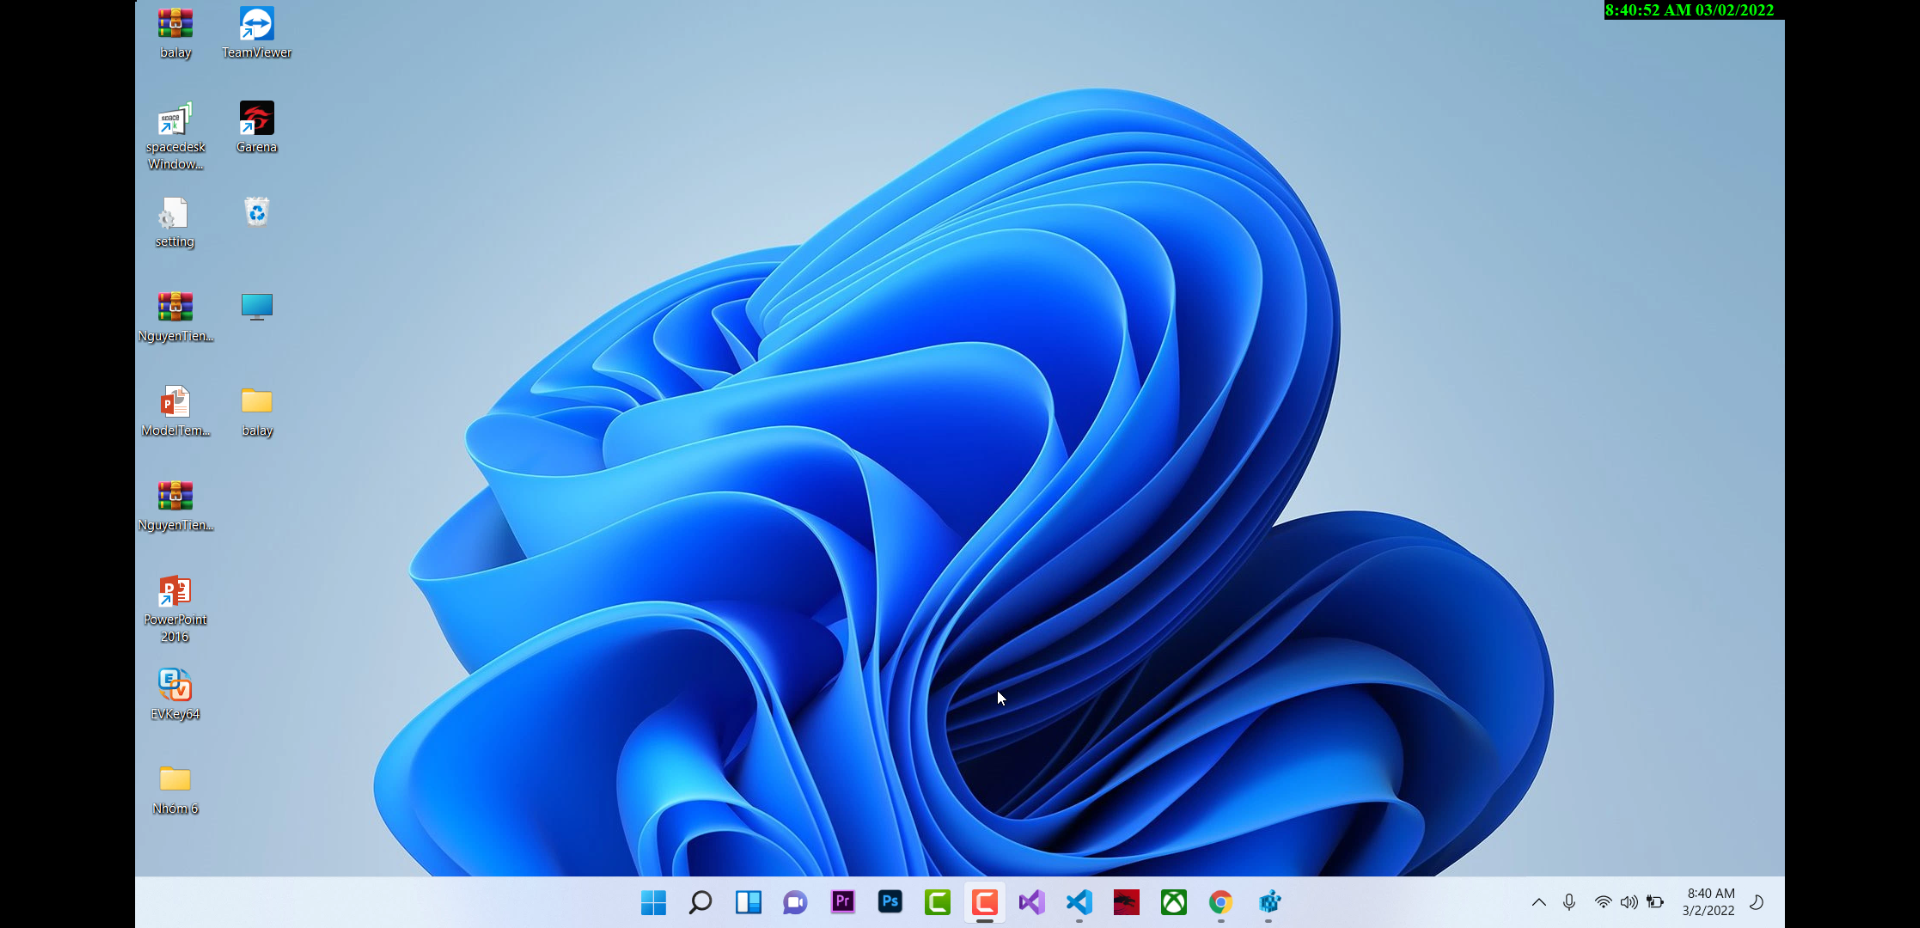 8:40:52 AM 03/02/2022
balay
TeamViewer
spacedesk
Window...
Garena
setting
NguyenTien...
ModelTem...
balay
NguyenTien...
PowerPoint
2016
EVKey64
Nhóm 6
Pr
Ps
8:40 AM
3/2/2022